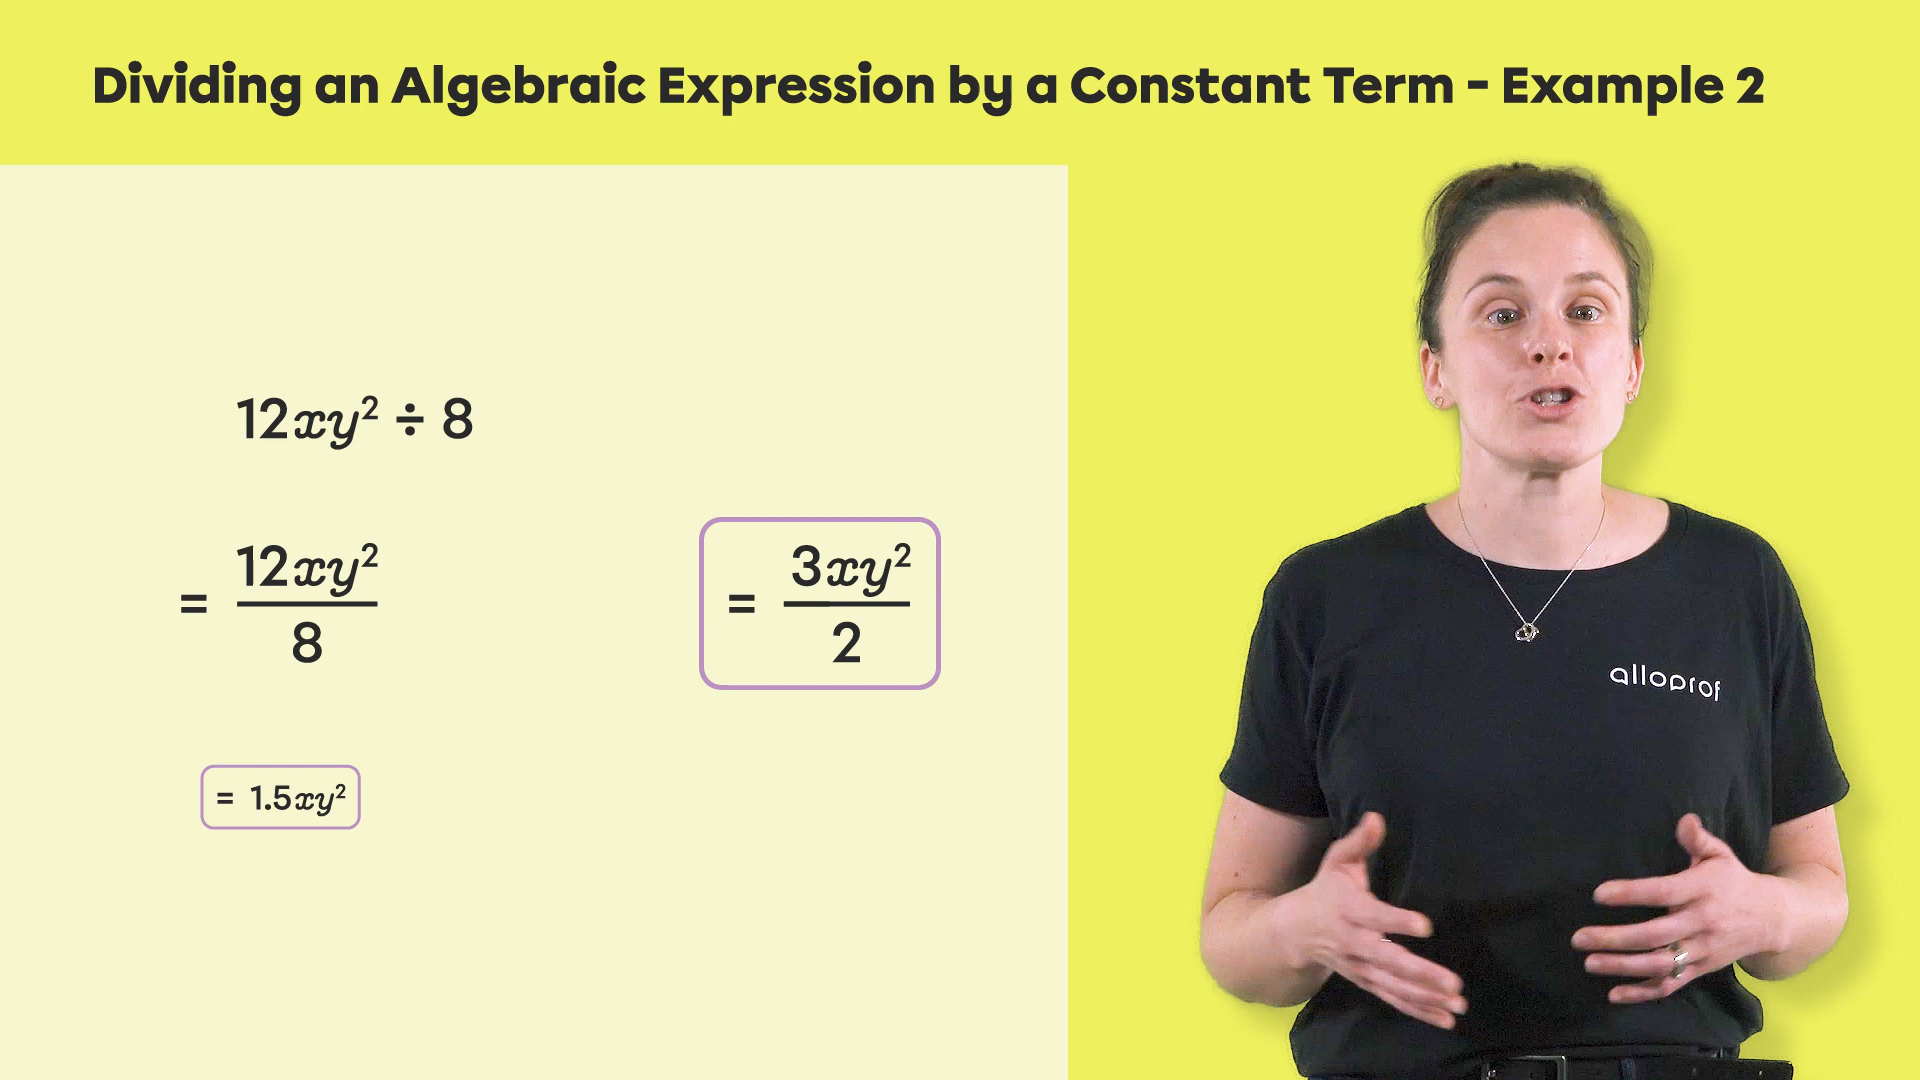 Dividing an Algebraic Expression by a Constant Term - Example 2
12xy² ÷ 8
= 12xy²/8
= 3xy²/2
= 1.5xy²
alloprof